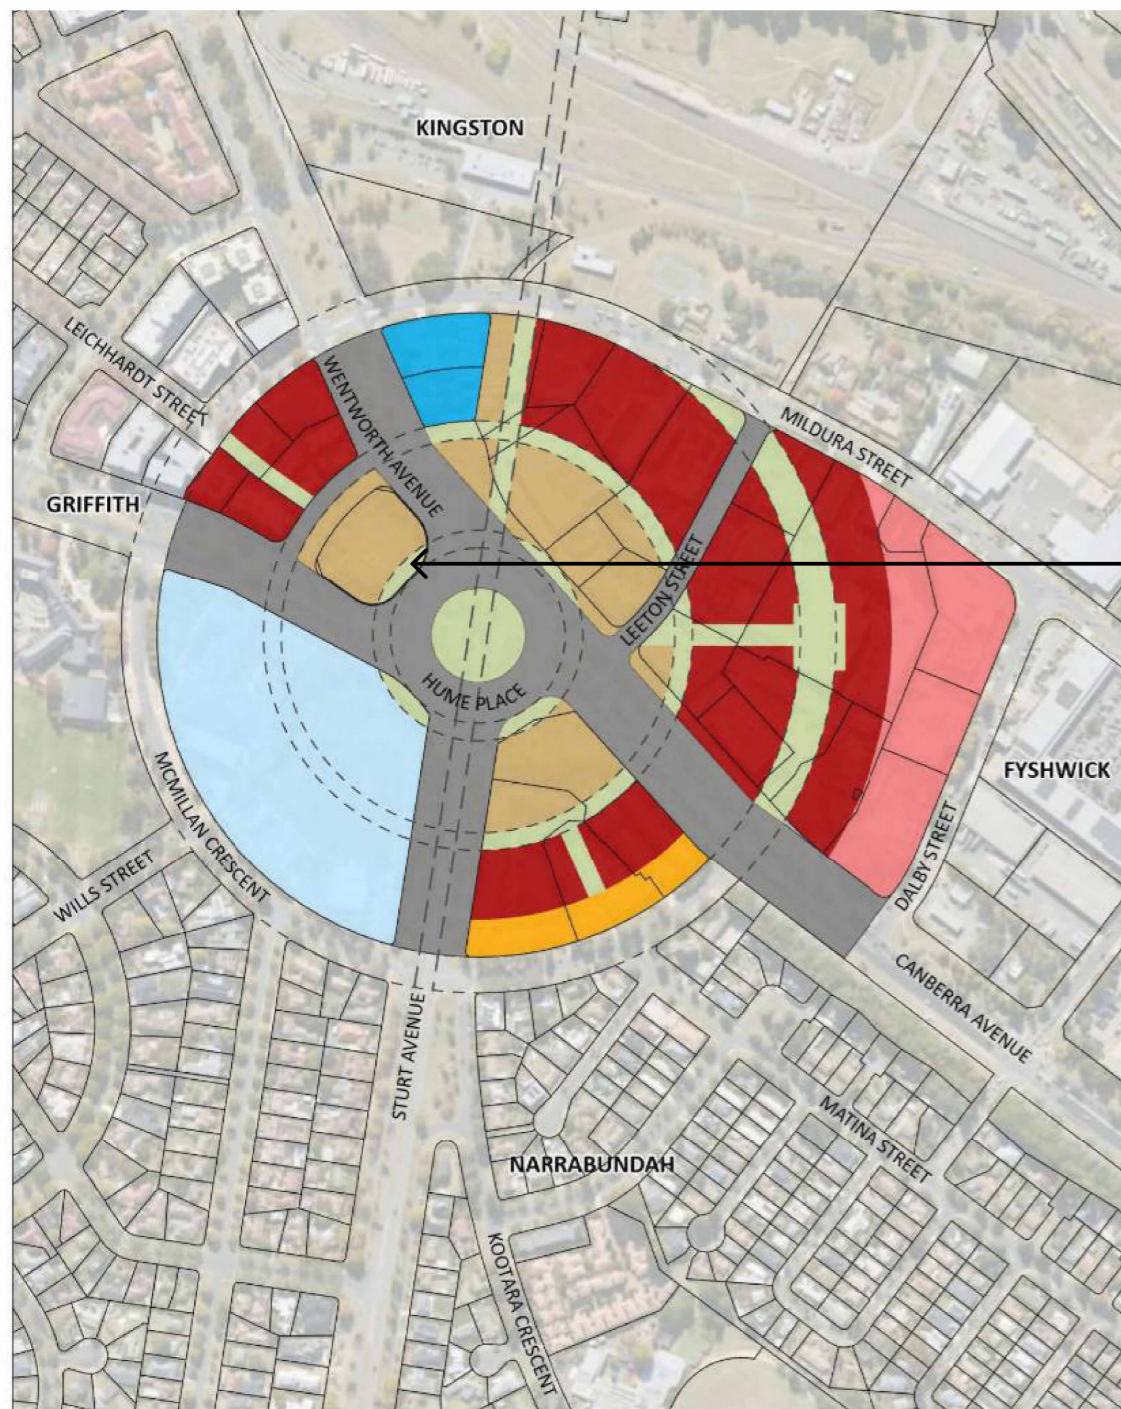 KINGSTON
LEICHHARDT STREET
WENTWORTH AVENUE
MILDURA STREET
GRIFFITH
LEETON STREET
HUME PLACE
FYSHWICK
MCMILLAN CRESCENT
WILLS STREET
DALBY STREET
CANBERRA AVENUE
STURT AVENUE
MATINA STREET
NARRABUNDAH
KOOTARA CRESCENT